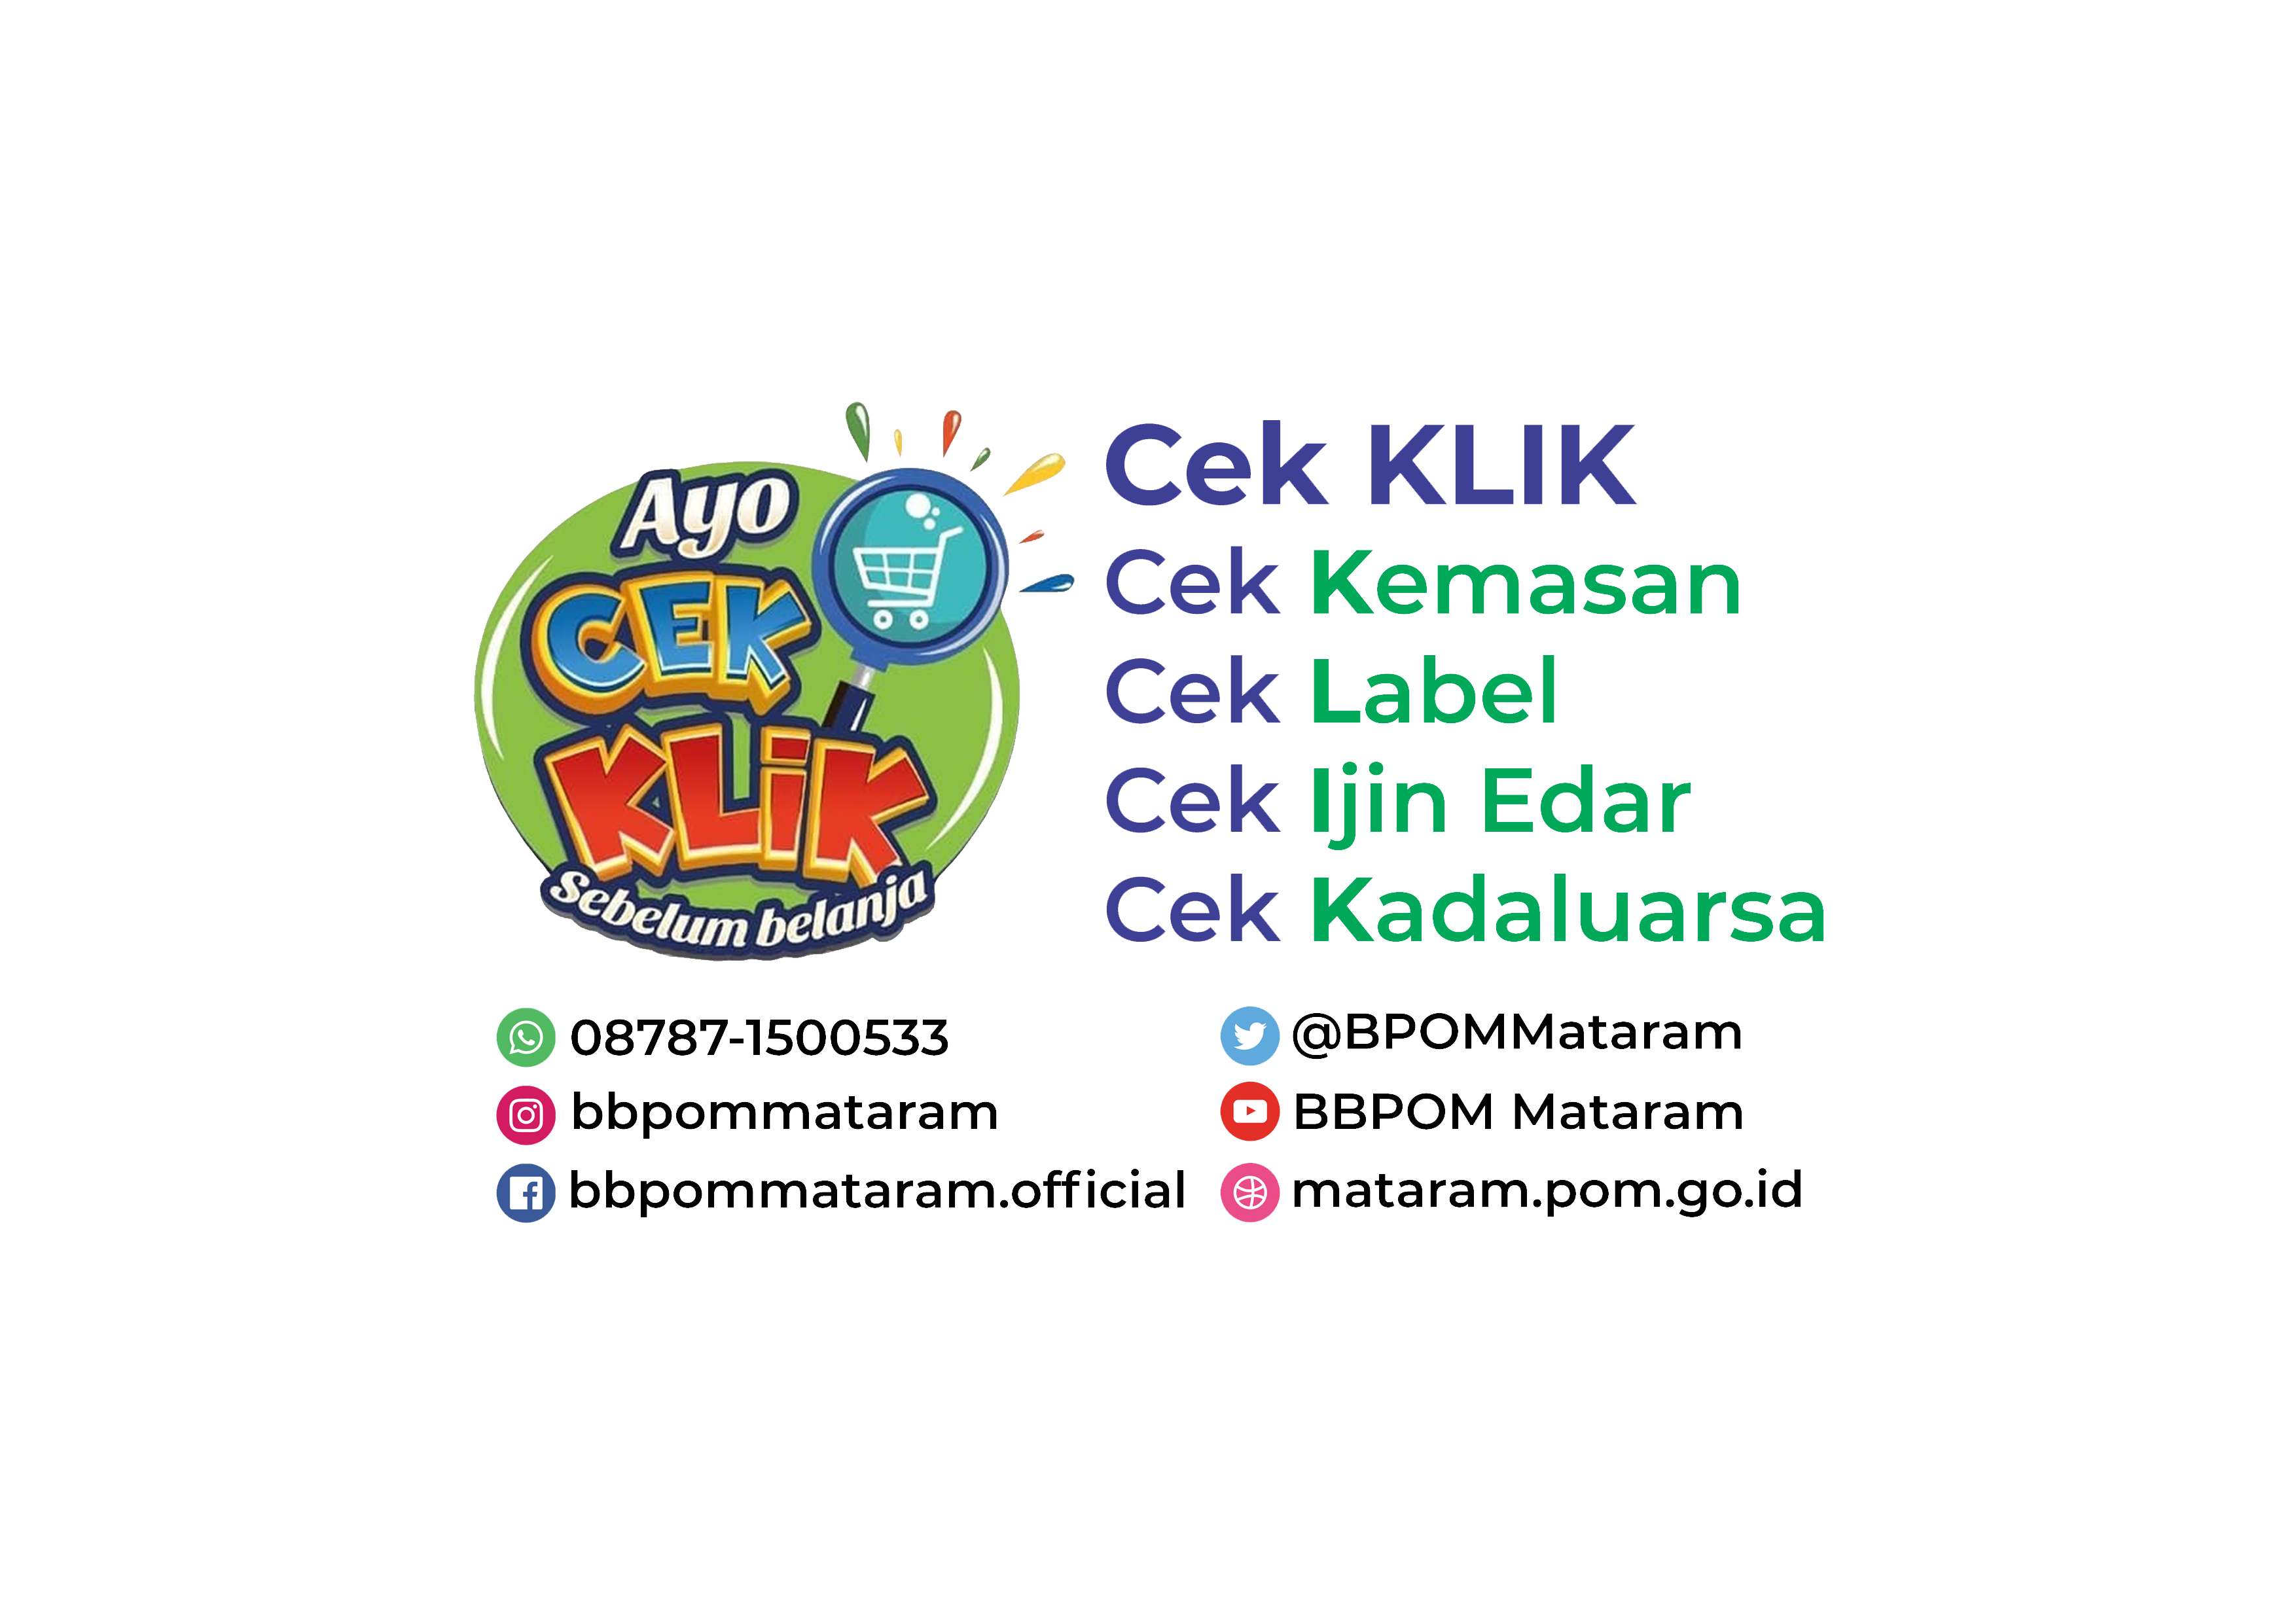 Ayo
CEK
KLiK
Sebelum belanja
Cek KLIK
Cek Kemasan
Cek Label
Cek Ijin Edar
Cek Kadaluarsa
08787-1500533
bbpommataram
bbpommataram.official
@BPOMMataram
BBPOM Mataram
mataram.pom.go.id